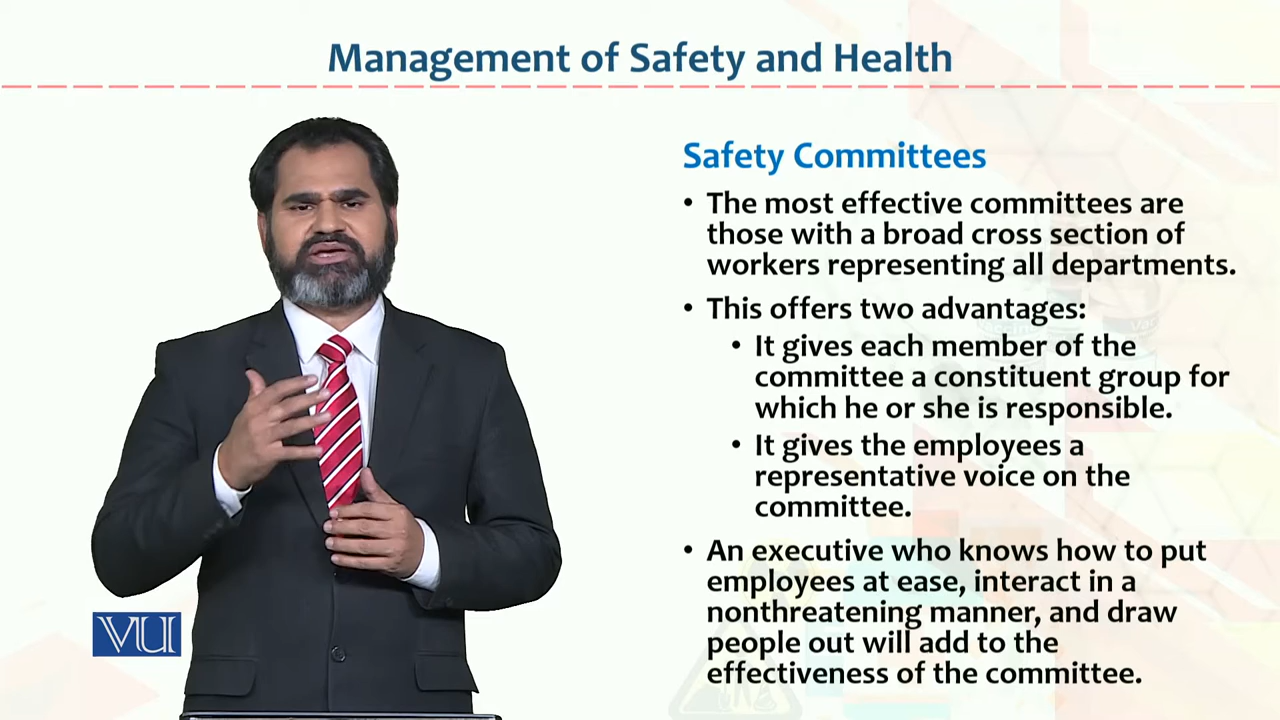 Management of Safety and Health
Safety Committees
• The most effective committees are
those with a broad cross section of
workers representing all departments.
• This offers two advantages:
• It gives each member of the
committee a constituent group for
which he or she is responsible.
• It gives the employees a
representative voice on the
committee.
• An executive who knows how to put
employees at ease, interact in a
nonthreatening manner, and draw
people out will add to the
effectiveness of the committee.
VU